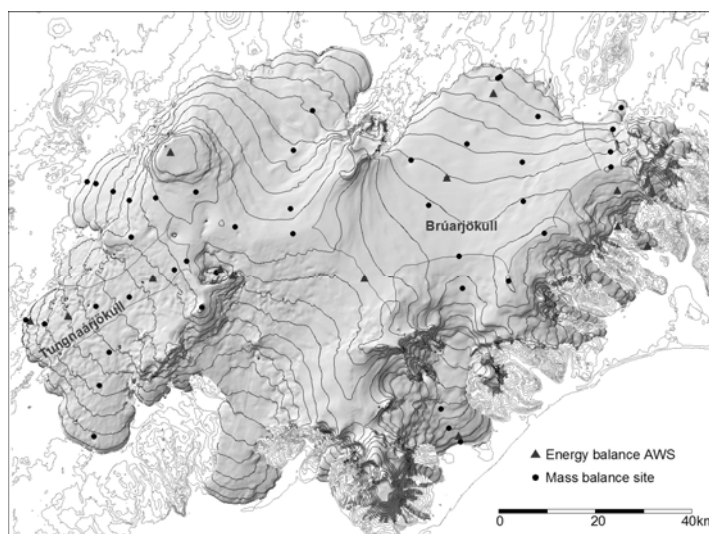 Brúarjökull
Tungnaárjökull
Energy balance AWS
Mass balance site
0 20 40km